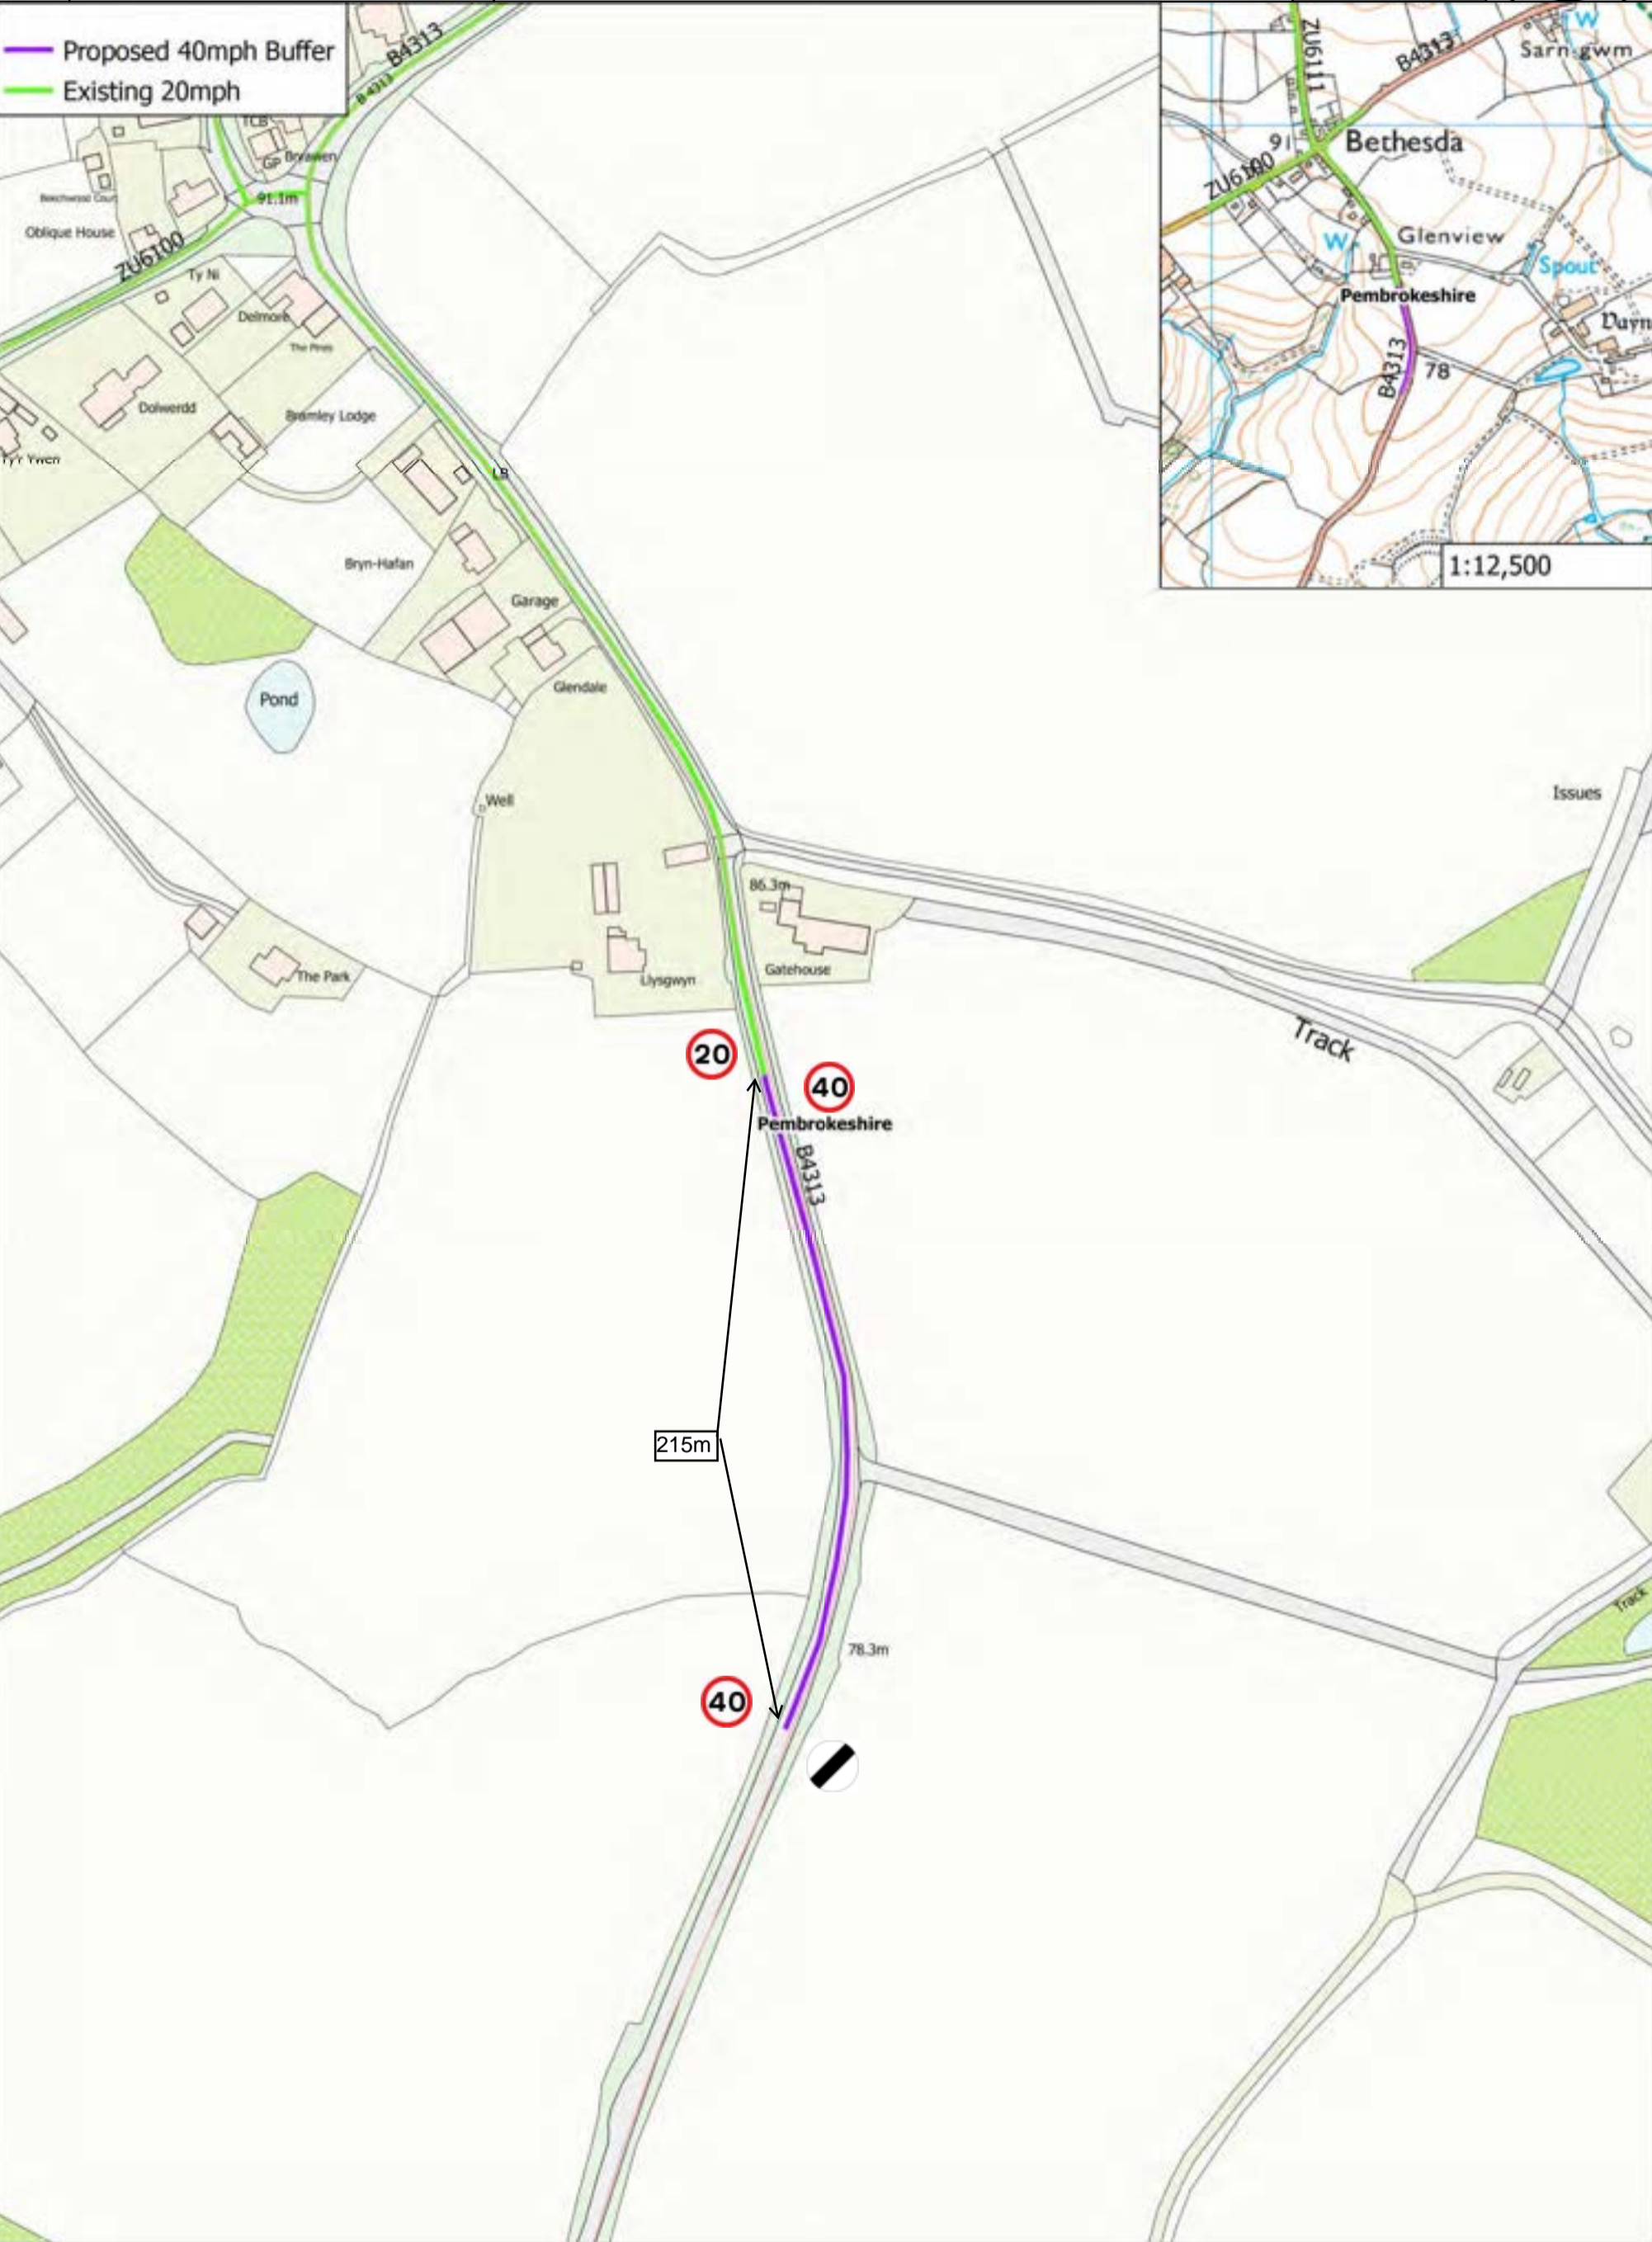 Proposed 40mph Buffer
Existing 20mph
B4313
B4313
TCB
GP
Brynawen
Beechwood Court
91.1m
Oblique House
ZU6100
Ty Ni
Delmore
The Pines
Dolwerdd
Bramley Lodge
Ty'r Ywen
LB
Bryn-Hafan
Garage
Pond
Glendale
Well
86.3m
The Park
Llysgwyn
Gatehouse
Issues
Track
20
40
Pembrokeshire
B4313
215m
78.3m
Track
40
ZU6111
B4313
Sarn-gwm
W
91
Bethesda
ZU6100
W
Glenview
Spout
Pembrokeshire
B4313
78
1:12,500